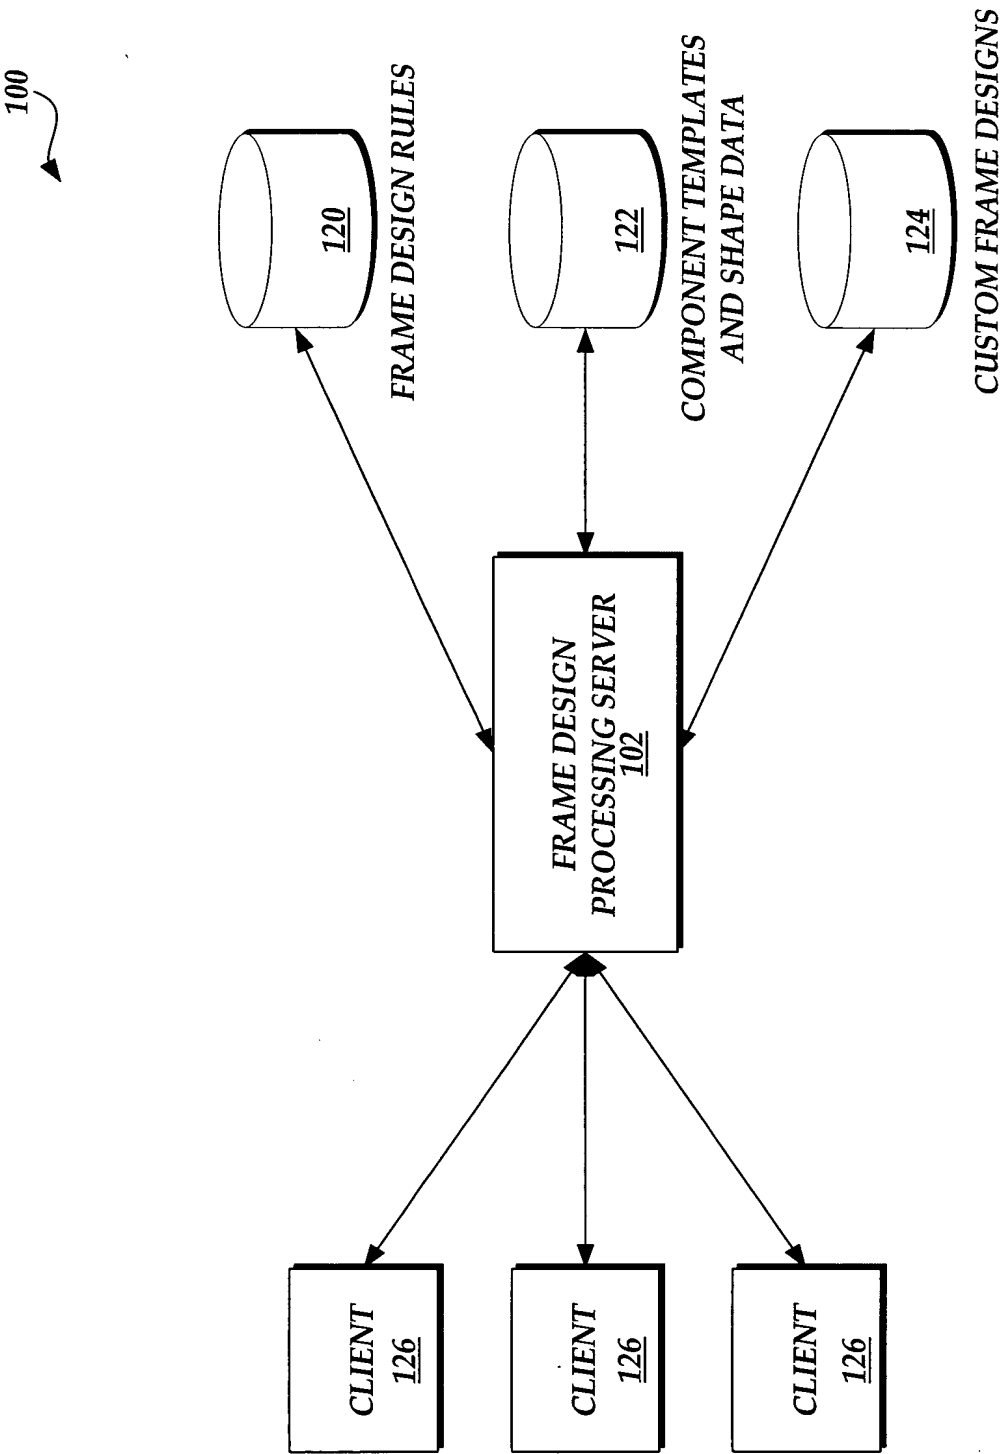 100
120
FRAME DESIGN RULES
122
COMPONENT TEMPLATES
AND SHAPE DATA
124
CUSTOM FRAME DESIGNS
FRAME DESIGN
PROCESSING SERVER
102
CLIENT
126
CLIENT
126
CLIENT
126